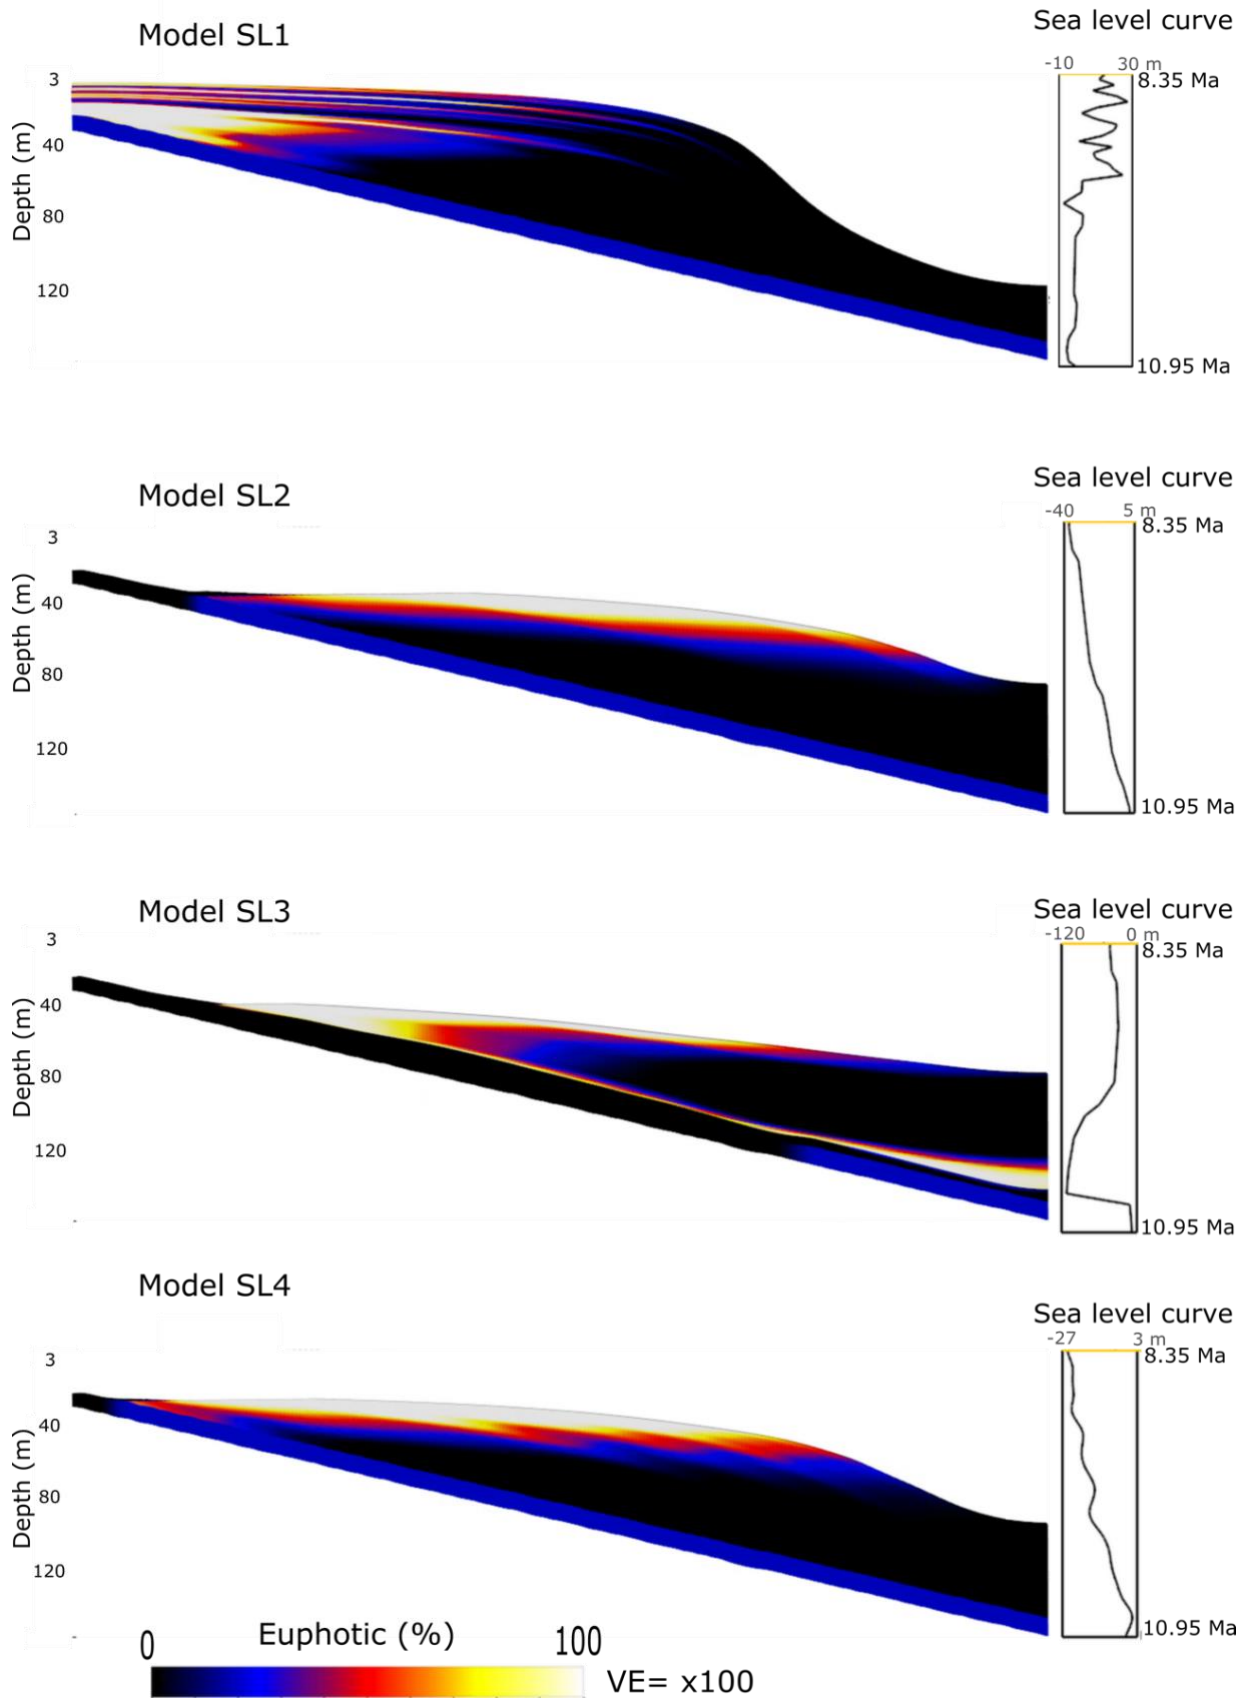 Model SL1
Sea level curve
-10 30 m
8.35 Ma
10.95 Ma
Depth (m)
3
40
80
120
Model SL2
Sea level curve
-40 5 m
8.35 Ma
10.95 Ma
Depth (m)
3
40
80
120
Model SL3
Sea level curve
-120 0 m
8.35 Ma
10.95 Ma
Depth (m)
3
40
80
120
Model SL4
Sea level curve
-27 3 m
8.35 Ma
10.95 Ma
Depth (m)
3
40
80
120
0 Euphotic (%) 100
VE= x100